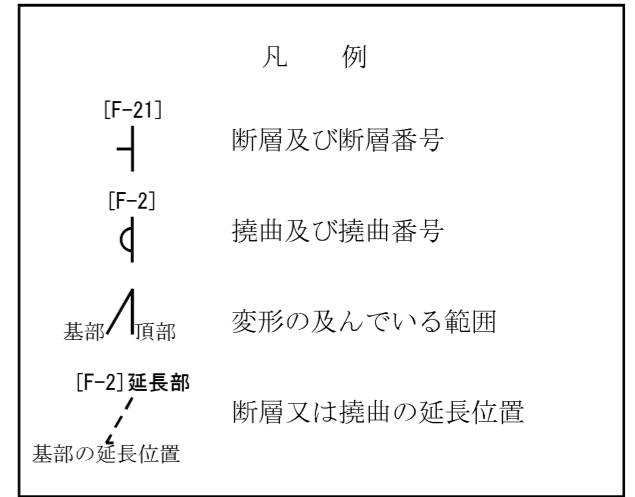 凡　例
[F-21]
断層及び断層番号
[F-2]
撓曲及び撓曲番号
基部 頂部
変形の及んでいる範囲
[F-2]延長部
断層又は撓曲の延長位置
基部の延長位置